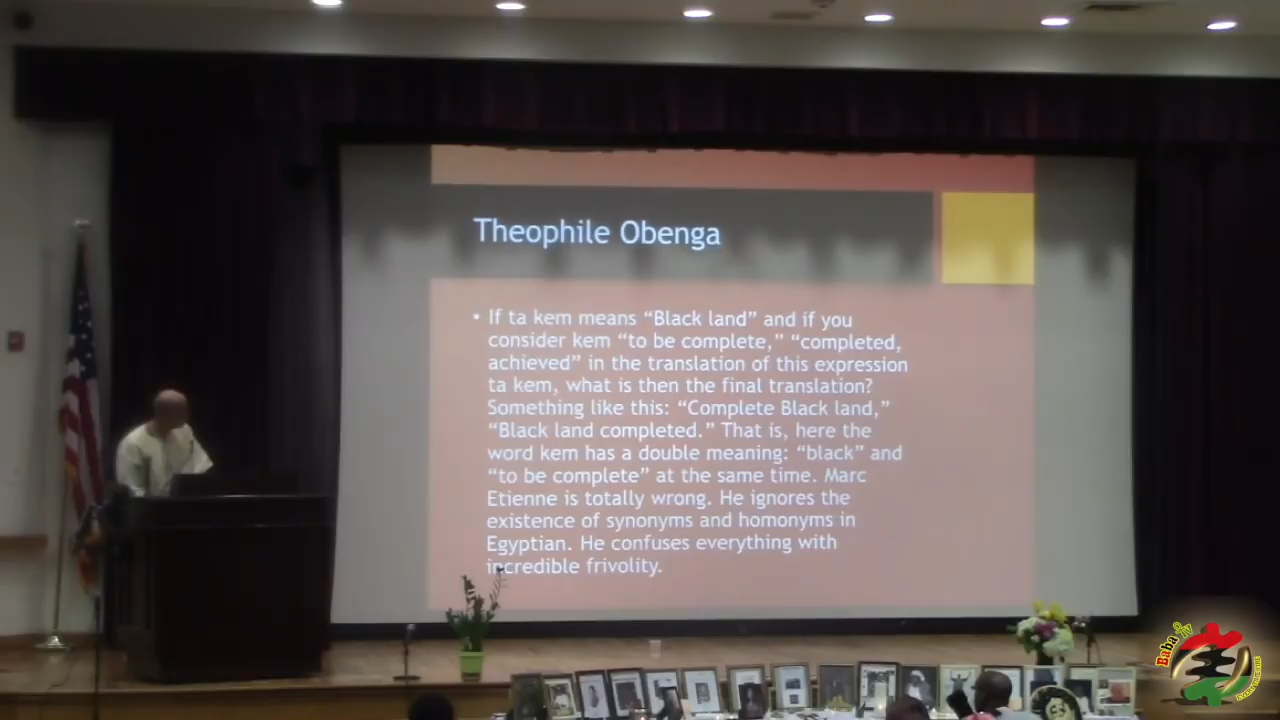 Theophile Obenga
• If ta kem means “Black land” and if you
consider kem “to be complete,” “completed,
achieved” in the translation of this expression
ta kem, what is then the final translation?
Something like this: “Complete Black land,”
“Black land completed.” That is, here the
word kem has a double meaning: “black” and
“to be complete” at the same time. Marc
Etienne is totally wrong. He ignores the
existence of synonyms and homonyms in
Egyptian. He confuses everything with
incredible frivolity.
Baba
TV